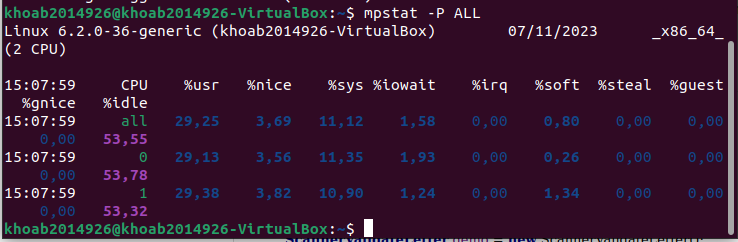 khoab2014926@khoab2014926-VirtualBox:~$ mpstat -P ALL
Linux 6.2.0-36-generic (khoab2014926-VirtualBox) 07/11/2023 _x86_64_
(2 CPU)
15:07:59 CPU %usr %nice %sys %iowait %irq %soft %steal %guest
%gnice %idle
15:07:59 all 29,25 3,69 11,12 1,58 0,00 0,80 0,00 0,00
0,00 53,55
15:07:59 0 29,13 3,56 11,35 1,93 0,00 0,26 0,00 0,00
0,00 53,78
15:07:59 1 29,38 3,82 10,90 1,24 0,00 1,34 0,00 0,00
0,00 53,32
khoab2014926@khoab2014926-VirtualBox:~$